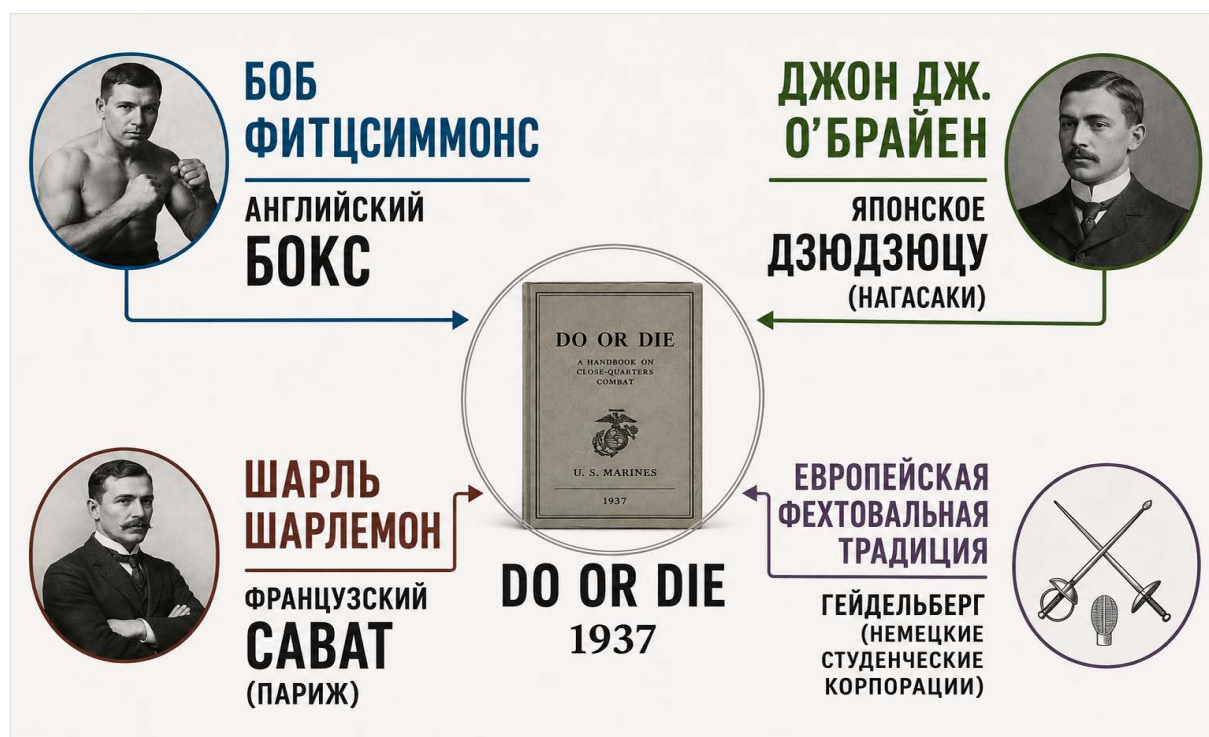 БОБ
ФИТЦСИММОНС
АНГЛИЙСКИЙ
БОКС
ДЖОН ДЖ.
О’БРАЙЕН
ЯПОНСКОЕ
ДЗЮДЗЮЦУ
(НАГАСАКИ)
DO OR DIE
A HANDBOOK ON
CLOSE-QUARTERS
COMBAT
U. S. MARINES
1937
DO OR DIE
1937
ШАРЛЬ
ШАРЛЕМОН
ФРАНЦУЗСКИЙ
САВАТ
(ПАРИЖ)
ЕВРОПЕЙСКАЯ
ФЕХТОВАЛЬНАЯ
ТРАДИЦИЯ
ГЕЙДЕЛЬБЕРГ
(НЕМЕЦКИЕ
СТУДЕНЧЕСКИЕ
КОРПОРАЦИИ)